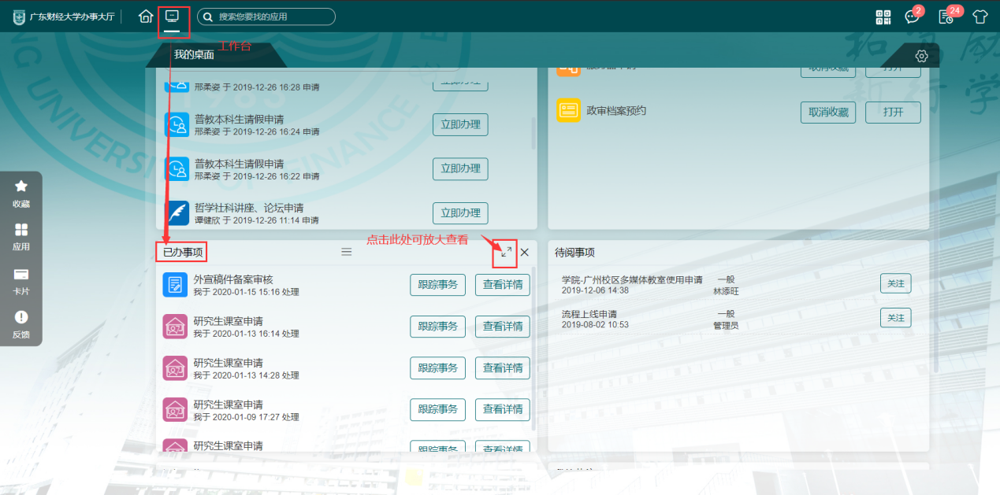 广东财经大学办事大厅
搜索您要找的应用
2
24
工作台
我的桌面
邢柔姿 于 2019-12-26 16:28 申请
立即办理
普教本科生请假申请
邢柔姿 于 2019-12-26 16:24 申请
立即办理
普教本科生请假申请
邢柔姿 于 2019-12-26 16:22 申请
立即办理
哲学社科讲座、论坛申请
谭健欣 于 2019-12-26 11:14 申请
立即办理
取消收藏
打开
政审档案预约
取消收藏
打开
收藏
应用
卡片
反馈
点击此处可放大查看
已办事项
外宣稿件备案审核
我于 2020-01-15 15:16 处理
跟踪事务
查看详情
研究生课室申请
我于 2020-01-13 16:14 处理
跟踪事务
查看详情
研究生课室申请
我于 2020-01-13 14:28 处理
跟踪事务
查看详情
研究生课室申请
我于 2020-01-09 17:27 处理
跟踪事务
查看详情
研究生课室申请
跟踪事务
查看详情
待阅事项
学院-广州校区多媒体教室使用申请 一般
2019-12-06 14:38 林添旺
关注
流程上线申请 一般
2019-08-02 10:53 管理员
关注